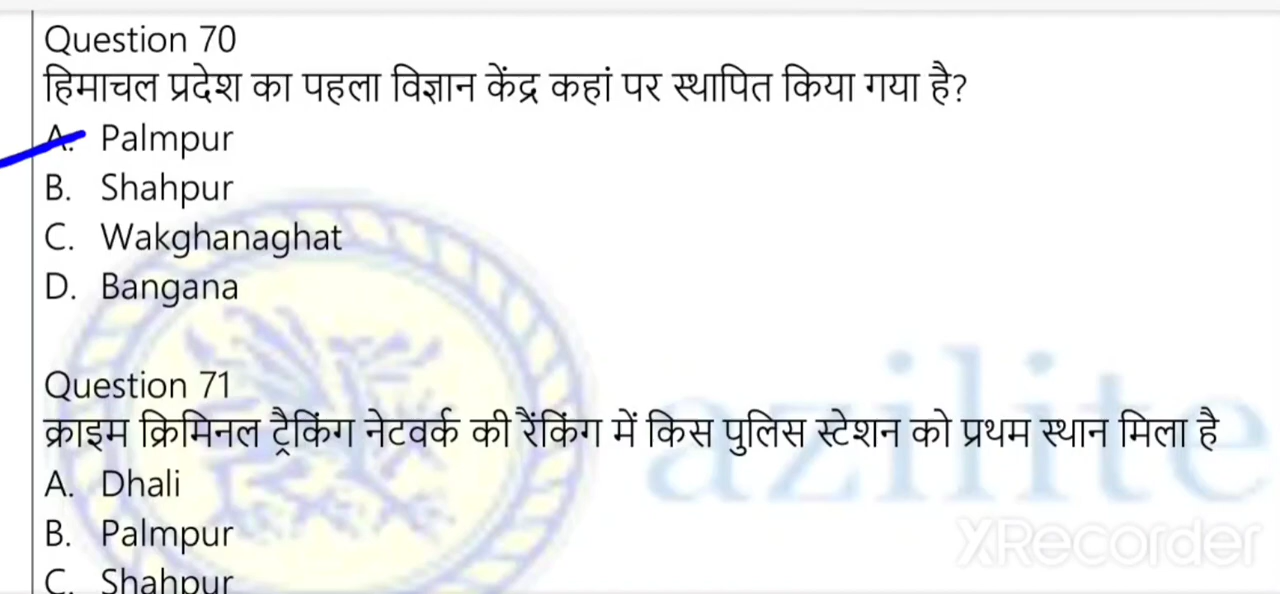 Question 70
हिमाचल प्रदेश का पहला विज्ञान केंद्र कहां पर स्थापित किया गया है?
A. Palmpur
B. Shahpur
C. Wakghanaghat
D. Bangana
Question 71
क्राइम क्रिमिनल ट्रैकिंग नेटवर्क की रैंकिंग में किस पुलिस स्टेशन को प्रथम स्थान मिला है
A. Dhali
B. Palmpur
C. Shahpur
azilite
XRecorder